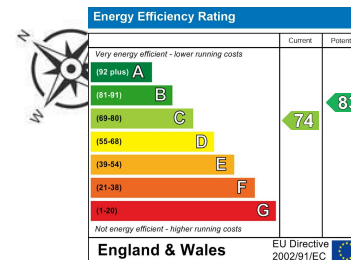 Energy Efficiency Rating
Current
Very energy efficient - lower running costs
(92 plus) A
(81-91) B
(69-80) C
74
(55-68) D
(39-54) E
(21-38) F
(1-20) G
Not energy efficient - higher running costs
England & Wales
EU Directive
2002/91/EC
N
W